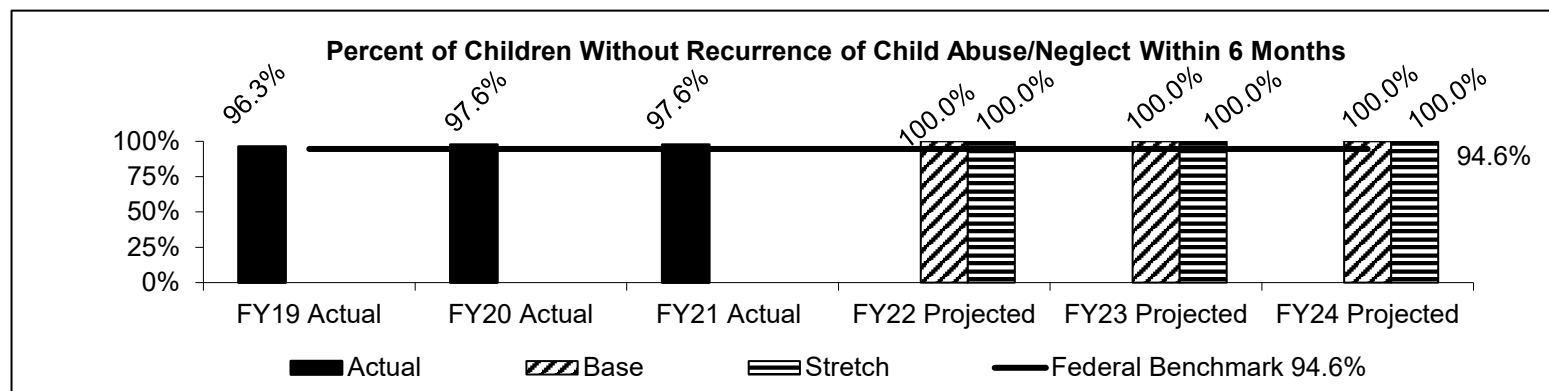 Percent of Children Without Recurrence of Child Abuse/Neglect Within 6 Months
96.3%
97.6%
97.6%
100.0%
100.0%
100.0%
100.0%
100.0%
100.0%
100%
75%
50%
25%
0%
94.6%
FY19 Actual
FY20 Actual
FY21 Actual
FY22 Projected
FY23 Projected
FY24 Projected
Actual
Base
Stretch
Federal Benchmark 94.6%